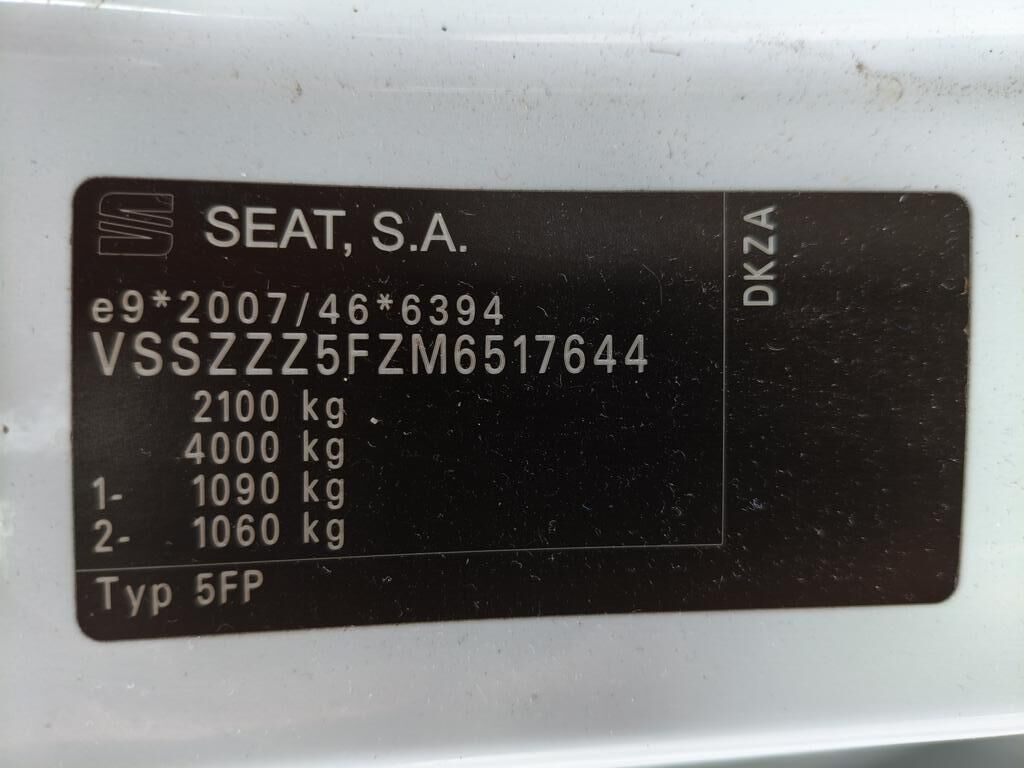 SEAT, S.A.
e9*2007/46*6394
VSSZZZ5FZM6517644
2100 kg
4000 kg
1- 1090 kg
2- 1060 kg
Typ 5FP
DKZA